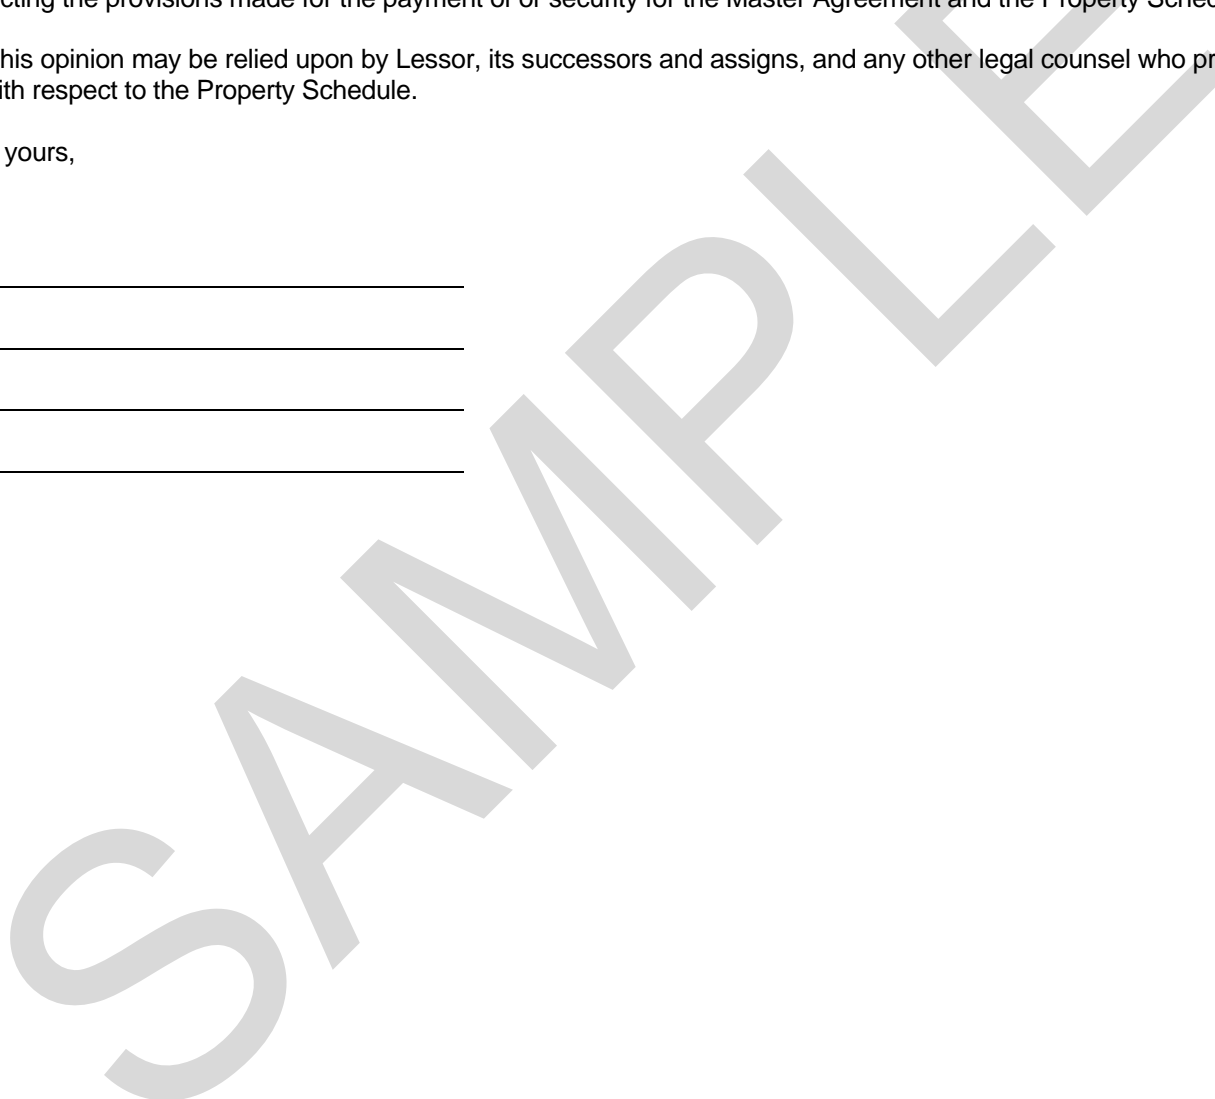 cting the provisions made for the payment of or security for the Master Agreement and the Property Sched
his opinion may be relied upon by Lessor, its successors and assigns, and any other legal counsel who pr
ith respect to the Property Schedule.
yours,
SAMPLE